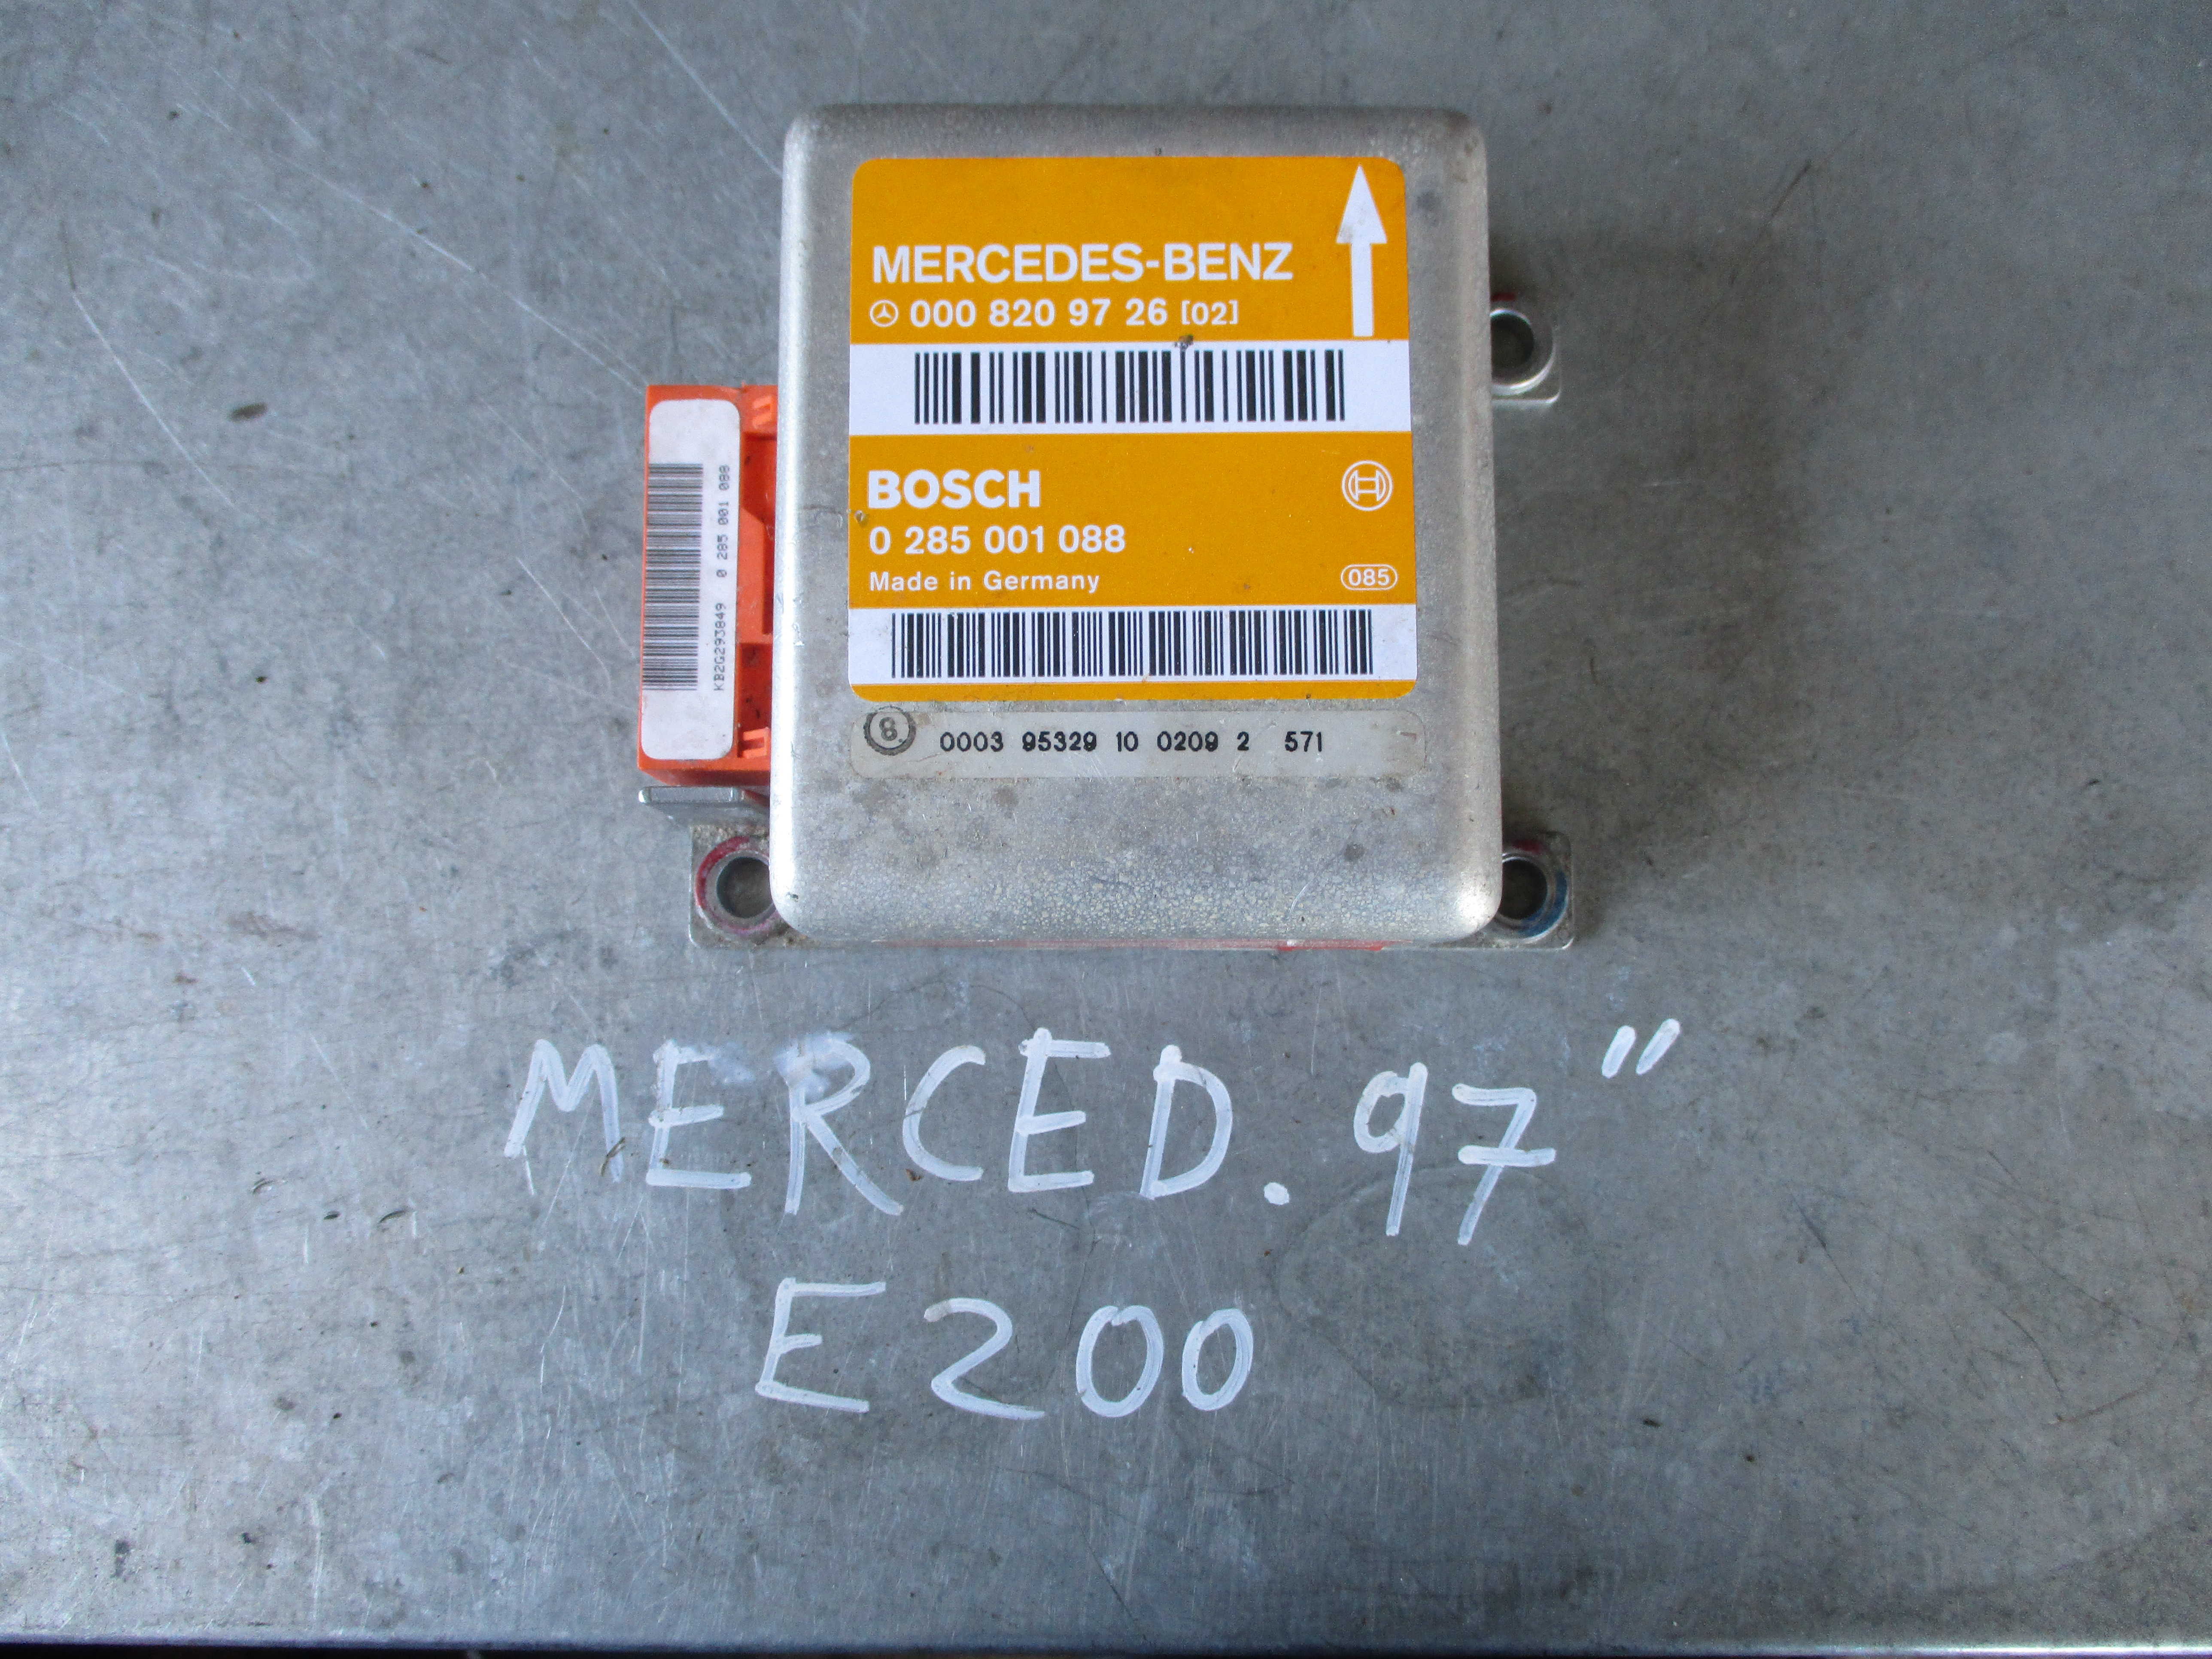 MERCEDES-BENZ
000 820 97 26 [02]
BOSCH
0 285 001 088
Made in Germany
085
KB2G293849 0 285 001 088
8 0003 95329 10 0209 2 571
MERCED. 97"
E200